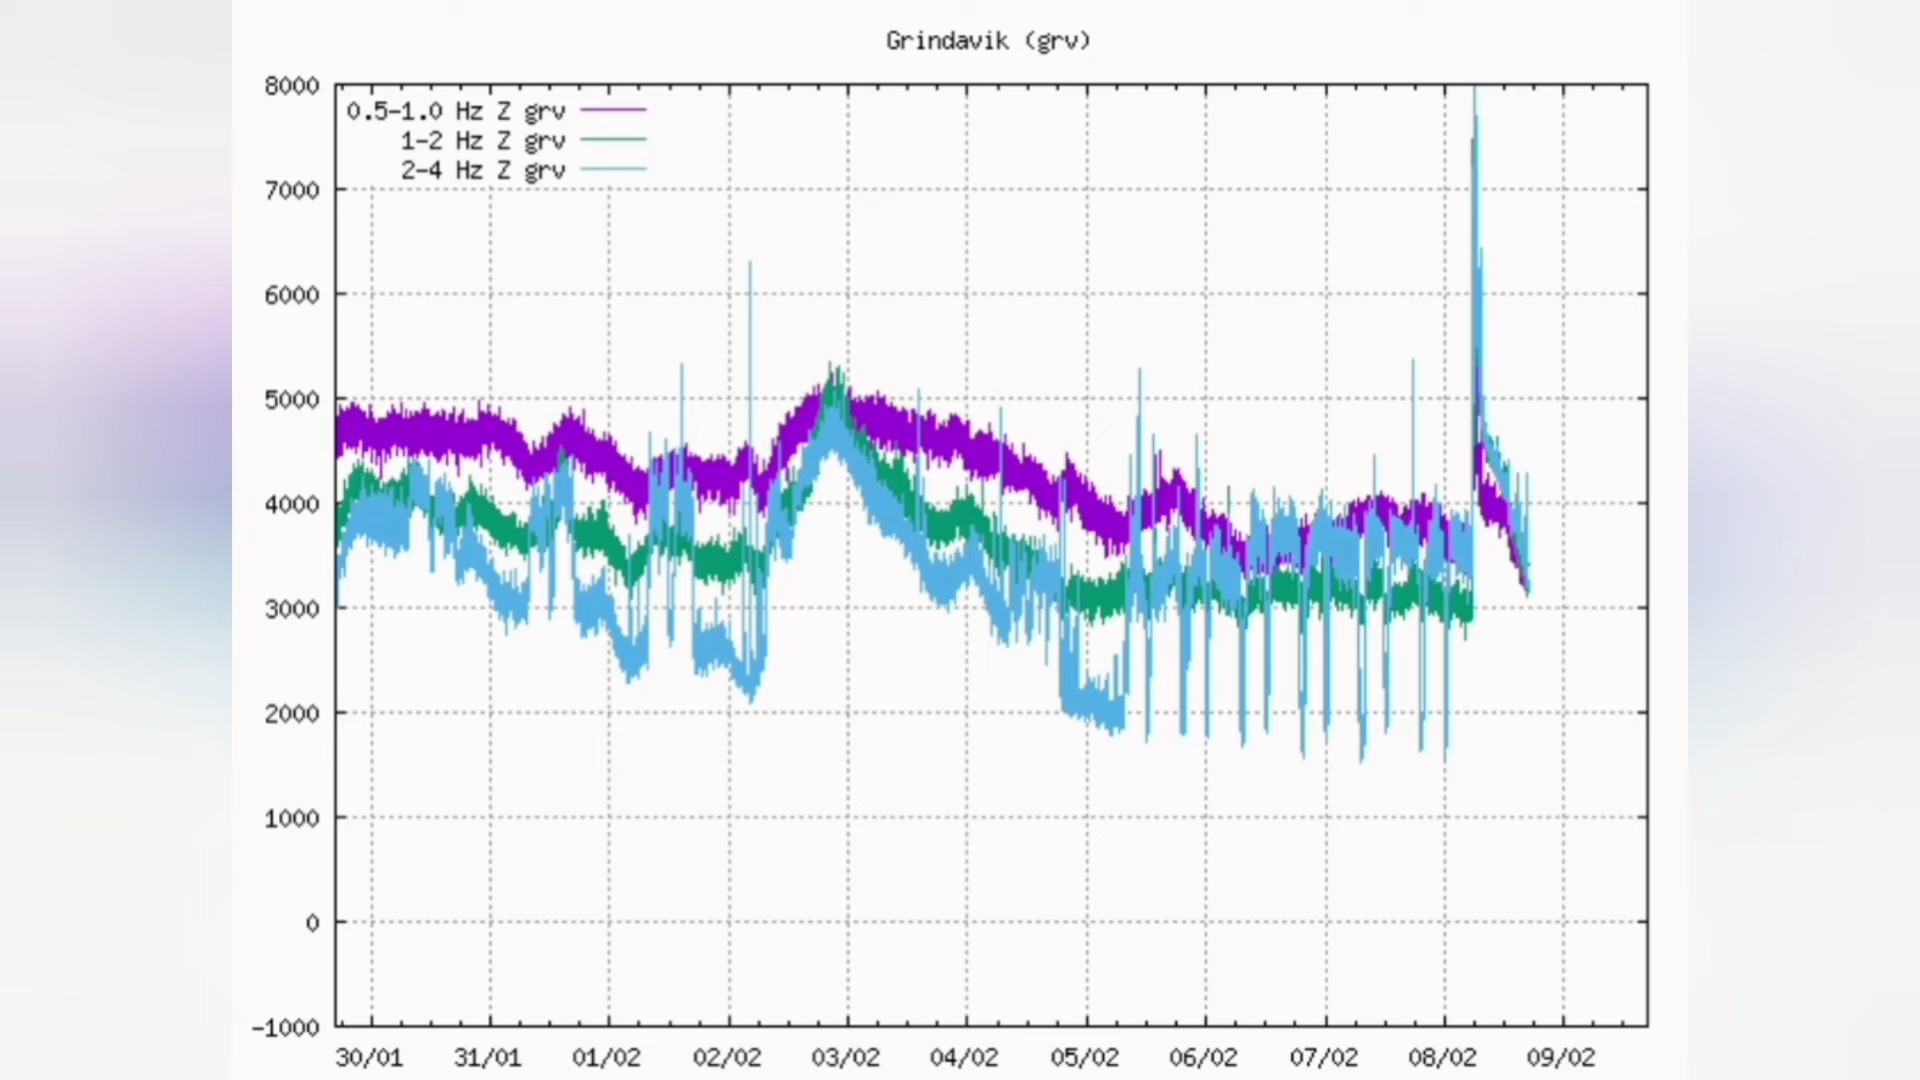 Grindavik (grv)
8000
0.5-1.0 Hz Z grv
1-2 Hz Z grv
2-4 Hz Z grv
7000
6000
5000
4000
3000
2000
1000
0
-1000
30/01 31/01 01/02 02/02 03/02 04/02 05/02 06/02 07/02 08/02 09/02